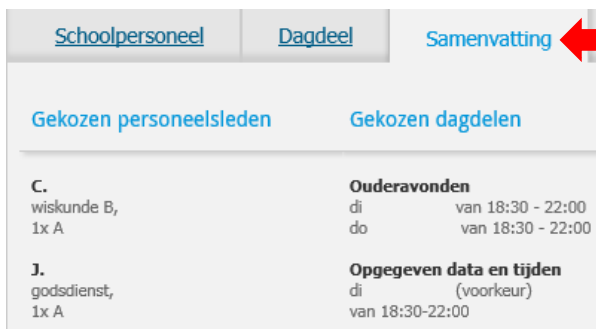 Schoolpersoneel Dagdeel Samenvatting
Gekozen personeelsleden
C.
wiskunde B,
1x A
J.
godsdienst,
1x A
Gekozen dagdelen
Ouderavonden
di van 18:30 - 22:00
do van 18:30 - 22:00
Opgegeven data en tijden
di (voorkeur)
van 18:30-22:00